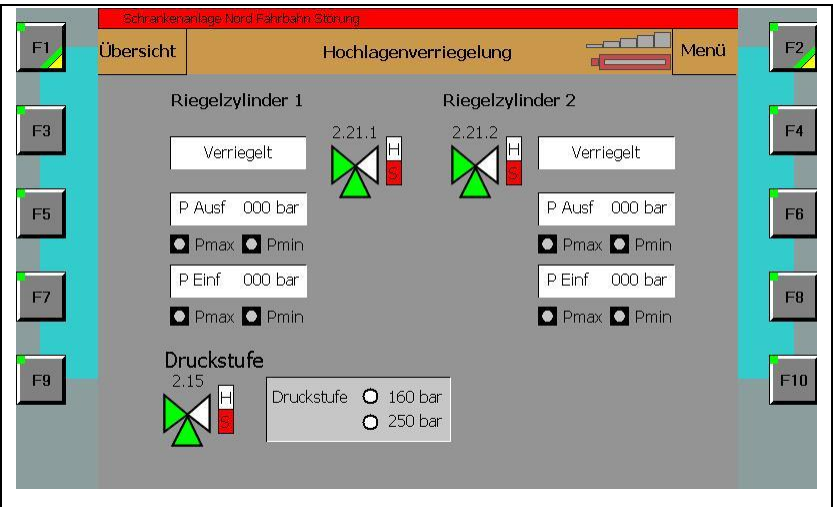 Schrankenanlage Nord Fahrbahn Störung
Übersicht Hochlagenverriegelung Menü
F1 F2
Riegelzylinder 1 Riegelzylinder 2
F3 F4
2.21.1 2.21.2
H H
S S
Verriegelt Verriegelt
F5 F6
P Ausf 000 bar P Ausf 000 bar
Pmax Pmin Pmax Pmin
P Einf 000 bar P Einf 000 bar
F7 F8
Pmax Pmin Pmax Pmin
Druckstufe
F9 F10
2.15
H
S
Druckstufe 160 bar
250 bar